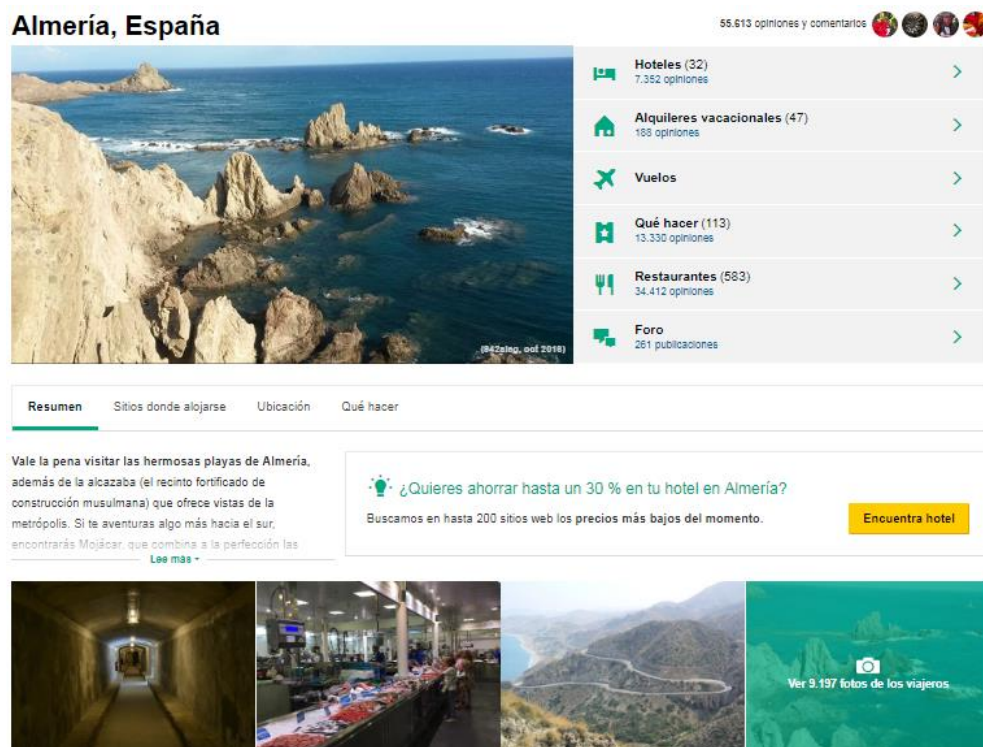 Almería, España
55.613 opiniones y comentarios
Hoteles (32)
7.352 opiniones
Alquileres vacacionales (47)
188 opiniones
Vuelos
Qué hacer (113)
13.330 opiniones
Restaurantes (583)
34.412 opiniones
Foro
261 publicaciones
Resumen
Sitios donde alojarse
Ubicación
Qué hacer
Vale la pena visitar las hermosas playas de Almería,
además de la alcazaba (el recinto fortificado de
construcción musulmana) que ofrece vistas de la
metrópolis. Si te aventuras algo más hacia el sur,
encontrarás Mojácar, que combina a la perfección las
Lee más
¿Quieres ahorrar hasta un 30 % en tu hotel en Almería?
Buscamos en hasta 200 sitios web los precios más bajos del momento.
Encuentra hotel
Ver 9.197 fotos de los viajeros